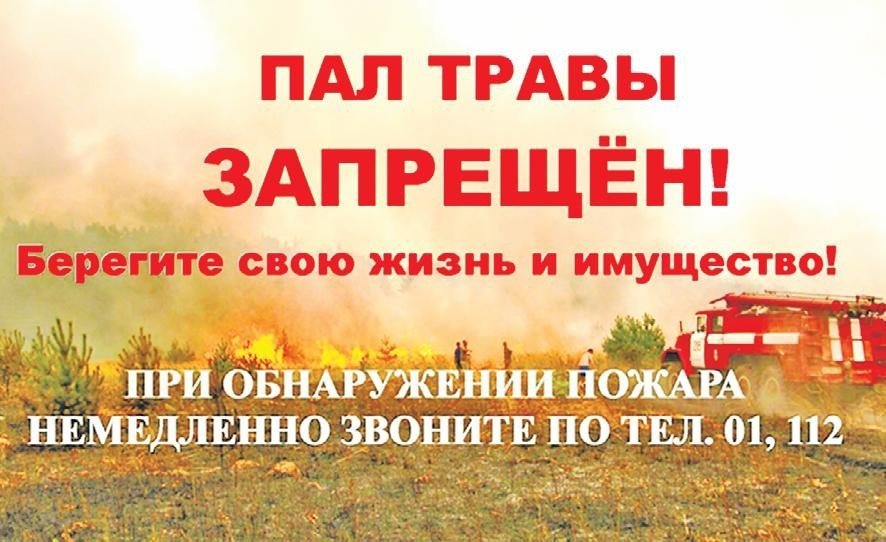 ПАЛ ТРАВЫ
ЗАПРЕЩЁН!
Берегите свою жизнь и имущество!
ПРИ ОБНАРУЖЕНИИ ПОЖАРА
НЕМЕДЛЕННО ЗВОНИТЕ ПО ТЕЛ. 01, 112